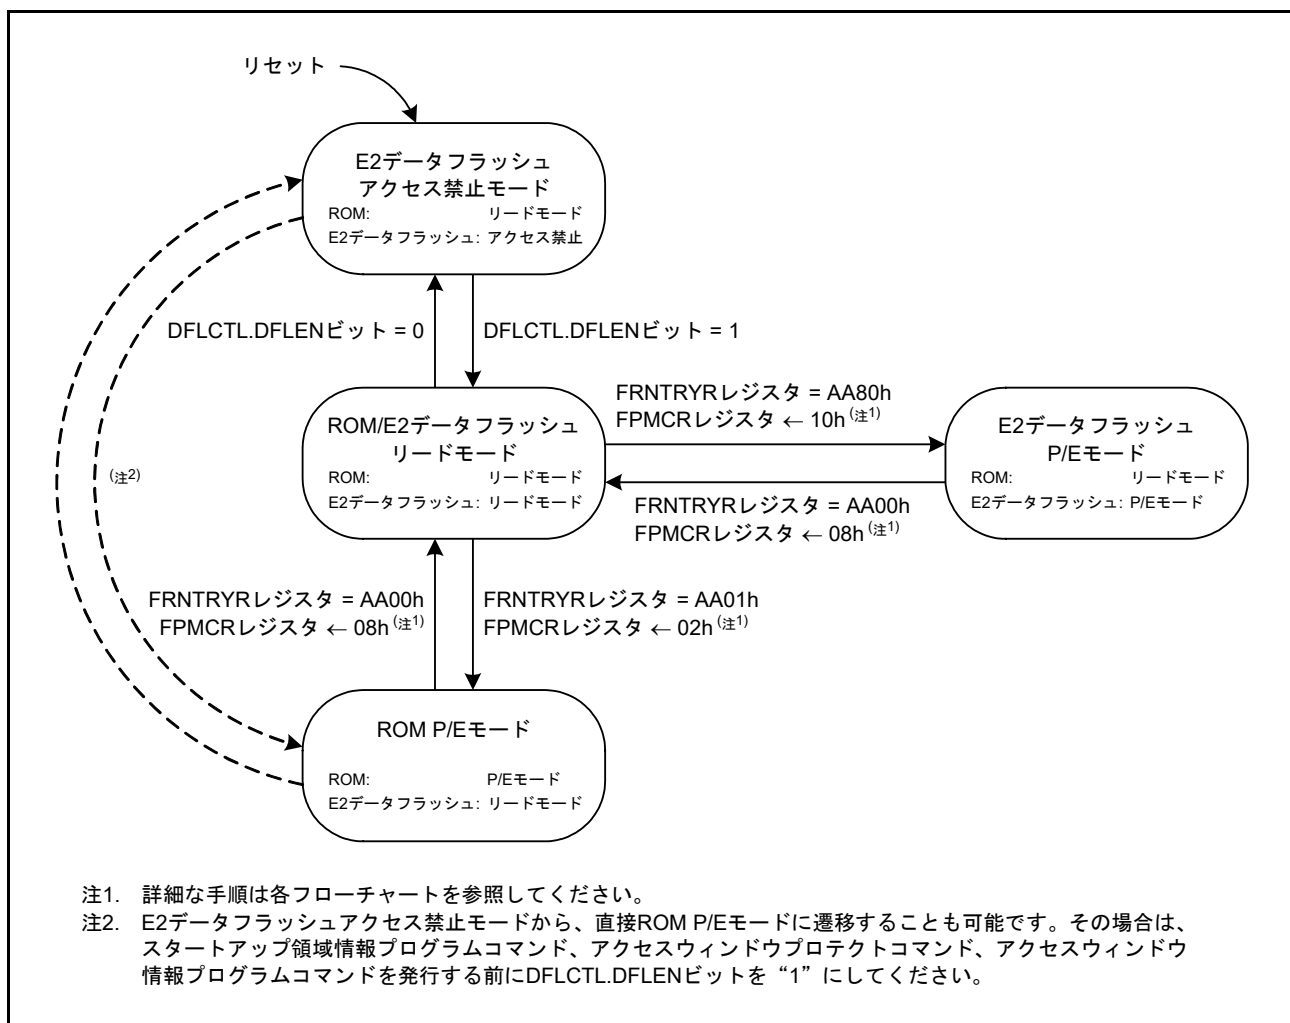 リセット
E2データフラッシュ
アクセス禁止モード
ROM: リードモード
E2データフラッシュ: アクセス禁止
DFLCTL.DFLENビット = 0
DFLCTL.DFLENビット = 1
ROM/E2データフラッシュ
リードモード
ROM: リードモード
E2データフラッシュ: リードモード
FRNTRYRレジスタ = AA80h
FPMCRレジスタ ← 10h (注1)
E2データフラッシュ
P/Eモード
ROM: リードモード
E2データフラッシュ: P/Eモード
FRNTRYRレジスタ = AA00h
FPMCRレジスタ ← 08h (注1)
(注2)
FRNTRYRレジスタ = AA00h
FPMCRレジスタ ← 08h (注1)
FRNTRYRレジスタ = AA01h
FPMCRレジスタ ← 02h (注1)
ROM P/Eモード
ROM: P/Eモード
E2データフラッシュ: リードモード
注1. 詳細な手順は各フローチャートを参照してください。
注2. E2データフラッシュアクセス禁止モードから、直接ROM P/Eモードに遷移することも可能です。その場合は、
スタートアップ領域情報プログラムコマンド、アクセスウィンドウプロテクトコマンド、アクセスウィンドウ
情報プログラムコマンドを発行する前にDFLCTL.DFLENビットを“1”にしてください。